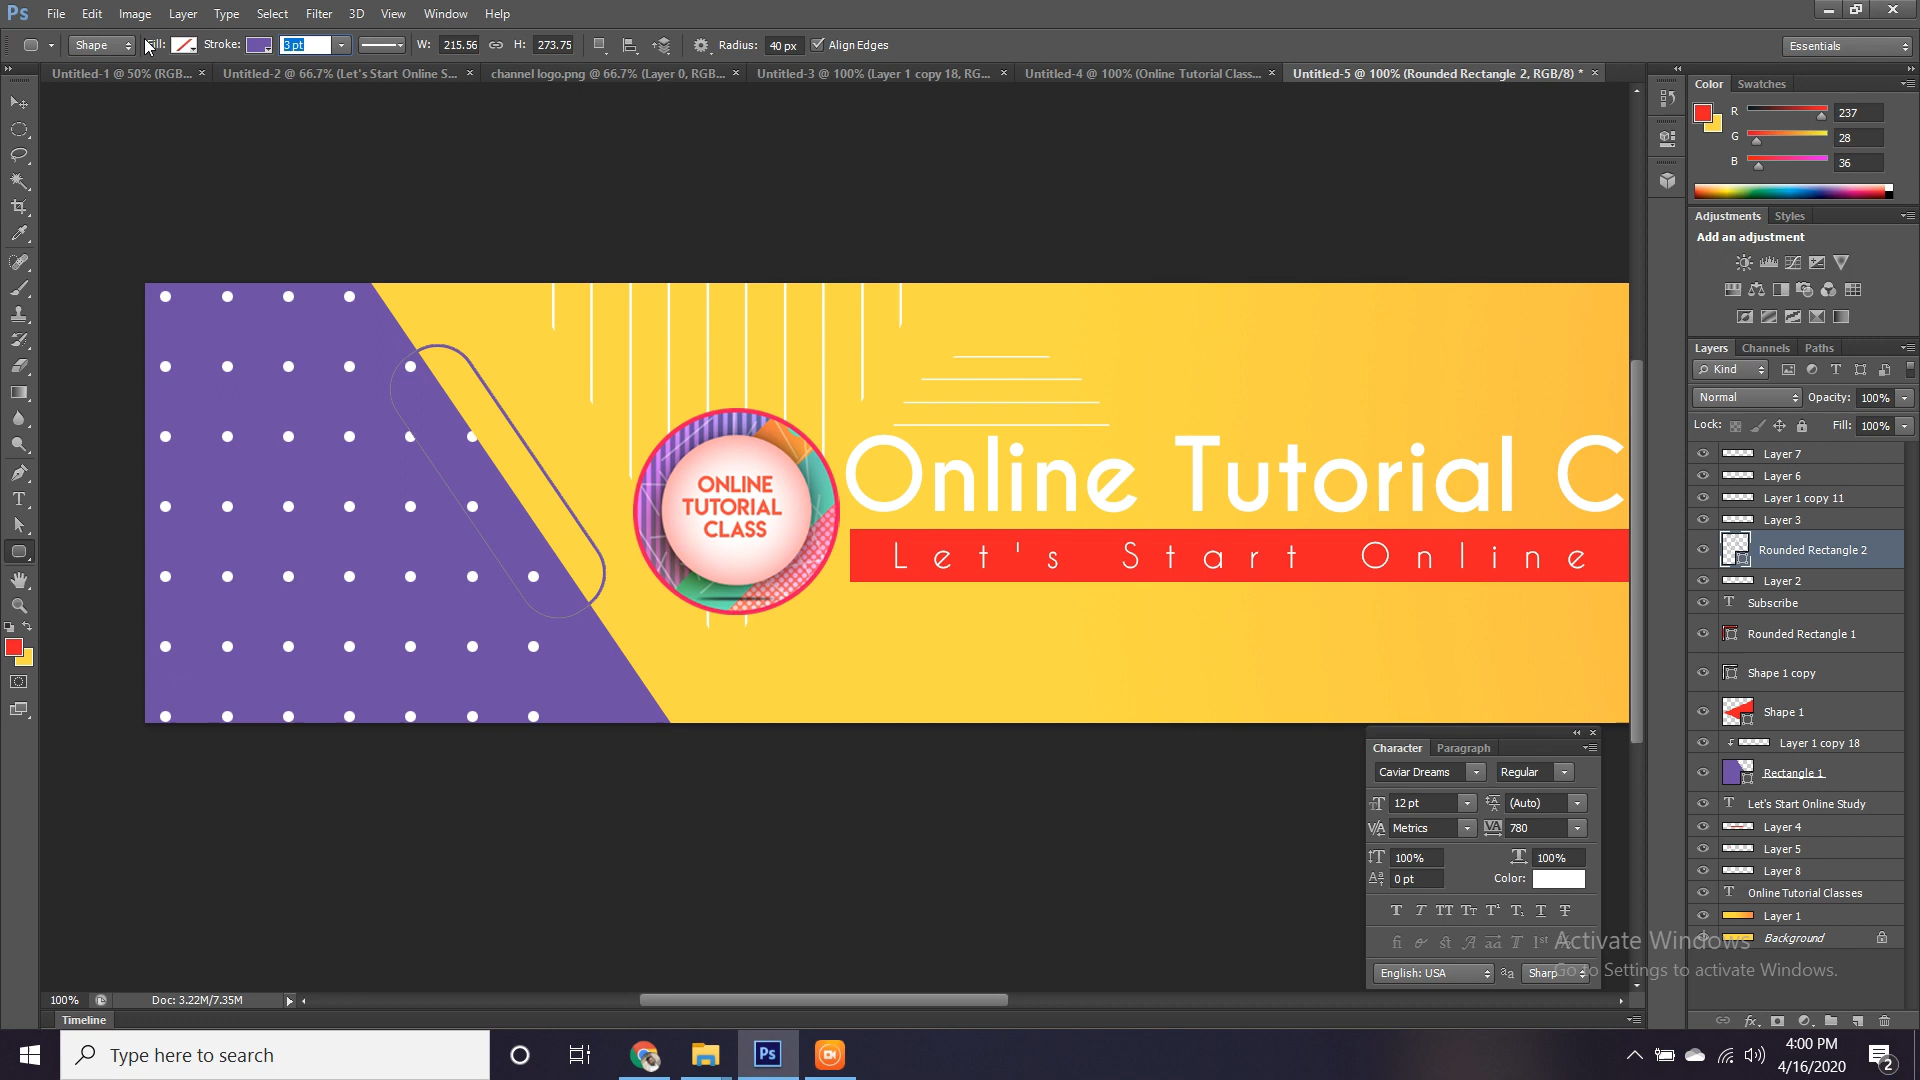 Ps File Edit Image Layer Type Select Filter 3D View Window Help
Shape Fill: Stroke: 3 pt W: 215.56 H: 273.75 Radius: 40 px Align Edges Essentials
Untitled-1 @ 50% (RGB... × Untitled-2 @ 66.7% (Let's Start Online S... × channel logo.png @ 66.7% (Layer 0, RGB... × Untitled-3 @ 100% (Layer 1 copy 18, RG... × Untitled-4 @ 100% (Online Tutorial Class... × Untitled-5 @ 100% (Rounded Rectangle 2, RGB/8) * ×
Color Swatches
R 237
G 28
B 36
Adjustments Styles
Add an adjustment
Layers Channels Paths
Kind
Normal Opacity: 100%
Lock: Fill: 100%
Layer 7
Layer 6
Layer 1 copy 11
Layer 3
Rounded Rectangle 2
Layer 2
Subscribe
Rounded Rectangle 1
Shape 1 copy
Shape 1
Layer 1 copy 18
Rectangle 1
Let's Start Online Study
Layer 4
Layer 5
Layer 8
Online Tutorial Classes
Layer 1
Background
ONLINE
TUTORIAL
CLASS
Online Tutorial C
Let's Start Online
Character Paragraph
Caviar Dreams Regular
12 pt (Auto)
Metrics 780
100% 100%
0 pt Color:
English: USA Sharp
Activate Windows
Go to Settings to activate Windows.
100% Doc: 3.22M/7.35M
Timeline
Type here to search
Ps
4:00 PM
4/16/2020
2